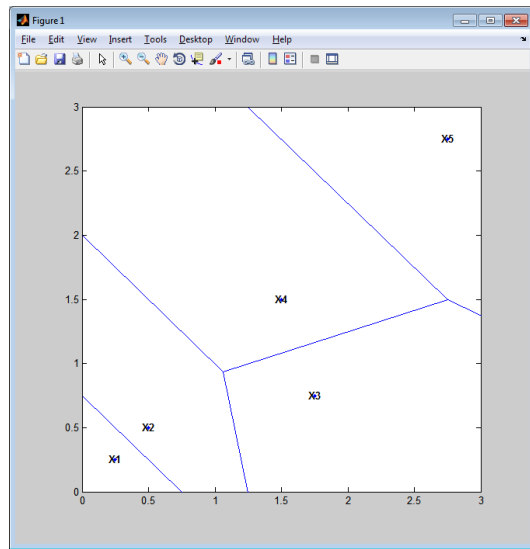 Figure 1
File Edit View Insert Tools Desktop Window Help
3
X5
2.5
2
1.5
X4
1
X3
0.5
X2
X1
0
0 0.5 1 1.5 2 2.5 3